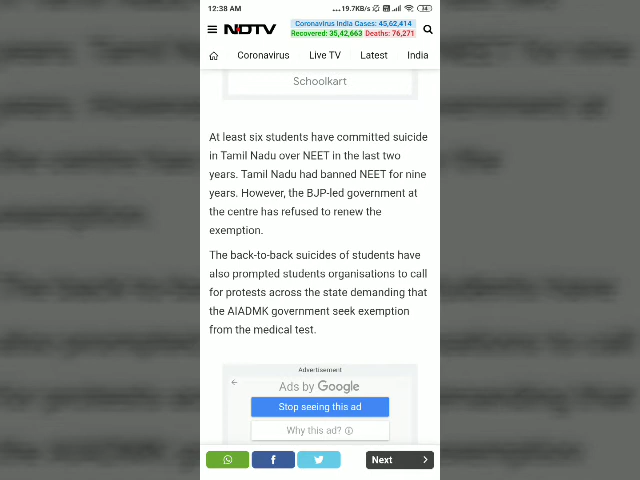 12:38 AM
...19.7KB/s
34
NDTV
Coronavirus India Cases: 45,62,414
Recovered: 35,42,663 Deaths: 76,271
Coronavirus Live TV Latest India
Schoolkart
At least six students have committed suicide
in Tamil Nadu over NEET in the last two
years. Tamil Nadu had banned NEET for nine
years. However, the BJP-led government at
the centre has refused to renew the
exemption.
The back-to-back suicides of students have
also prompted students organisations to call
for protests across the state demanding that
the AIADMK government seek exemption
from the medical test.
Advertisement
Ads by Google
Stop seeing this ad
Why this ad?
Next